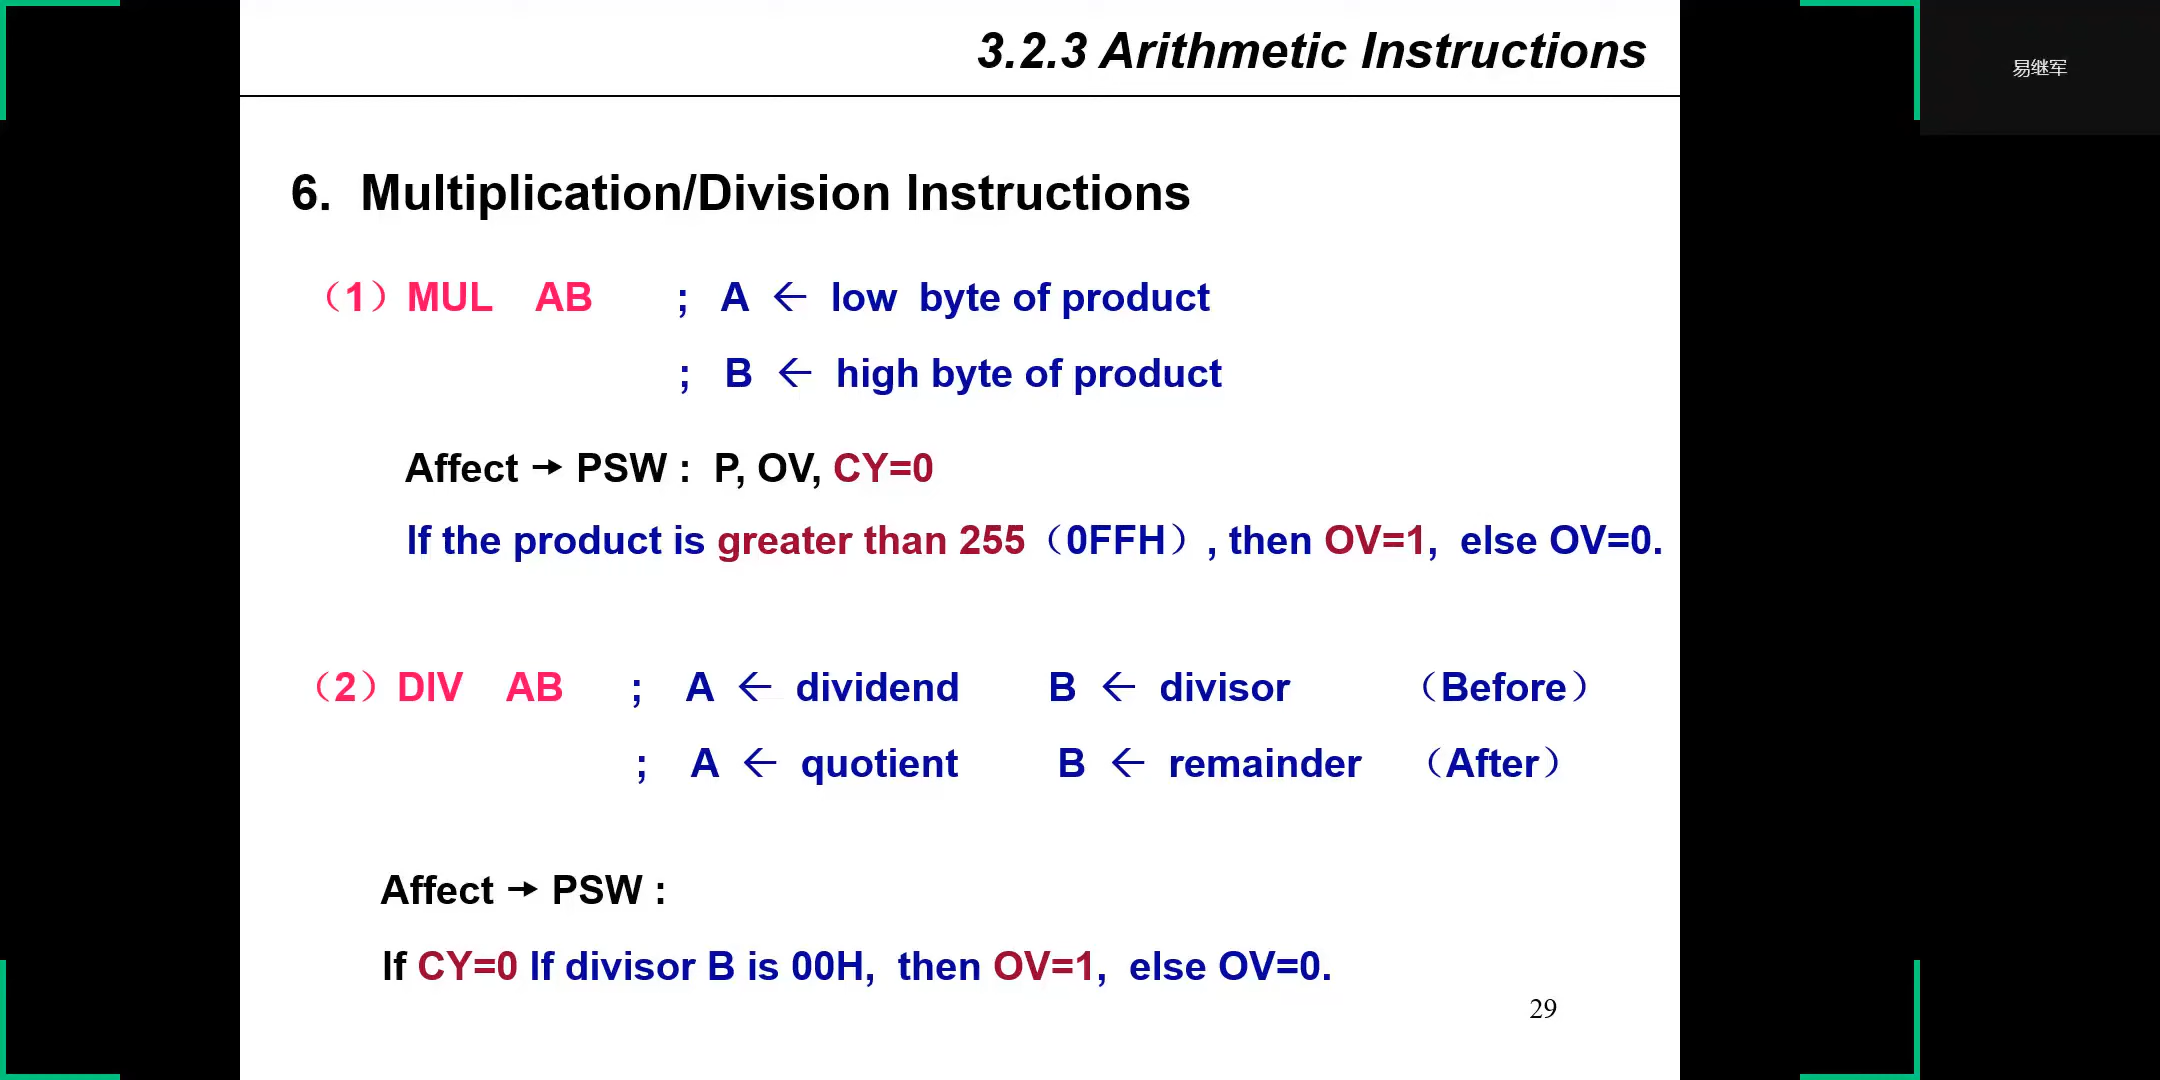 3.2.3 Arithmetic Instructions
易继军
6. Multiplication/Division Instructions
（1）MUL AB ; A ← low byte of product
; B ← high byte of product
Affect → PSW : P, OV, CY=0
If the product is greater than 255（0FFH）, then OV=1, else OV=0.
（2）DIV AB ; A ← dividend B ← divisor （Before）
; A ← quotient B ← remainder （After）
Affect → PSW :
If CY=0 If divisor B is 00H, then OV=1, else OV=0.
29